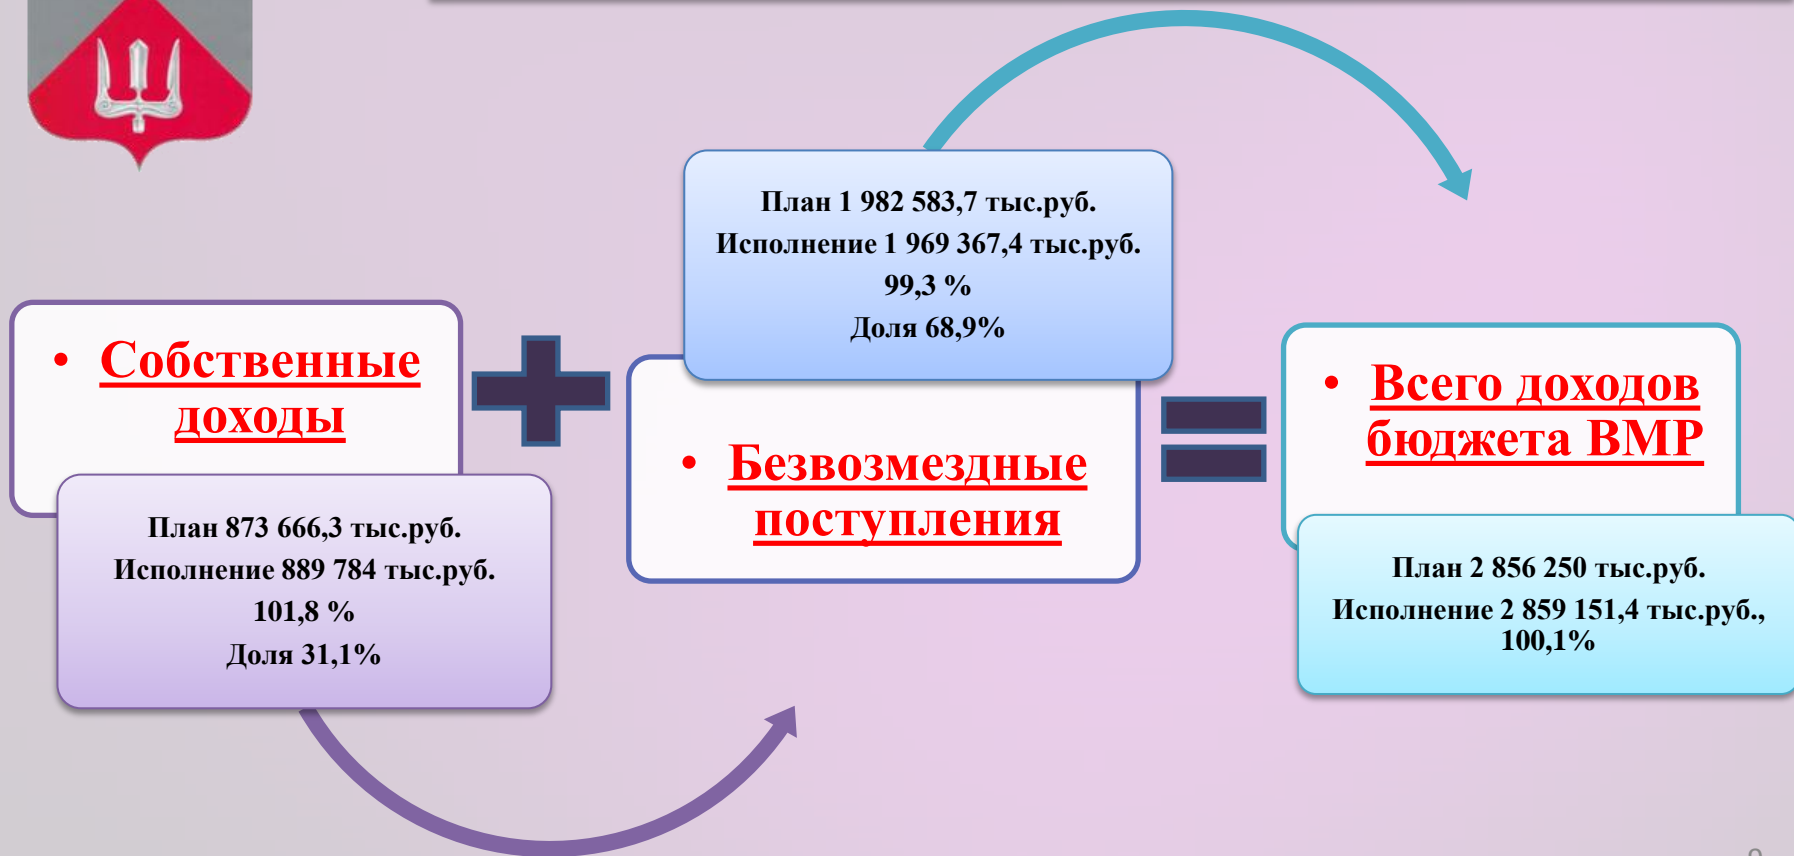 • Собственные
доходы
План 873 666,3 тыс.руб.
Исполнение 889 784 тыс.руб.
101,8 %
Доля 31,1%
План 1 982 583,7 тыс.руб.
Исполнение 1 969 367,4 тыс.руб.
99,3 %
Доля 68,9%
• Безвозмездные
поступления
• Всего доходов
бюджета ВМР
План 2 856 250 тыс.руб.
Исполнение 2 859 151,4 тыс.руб.,
100,1%